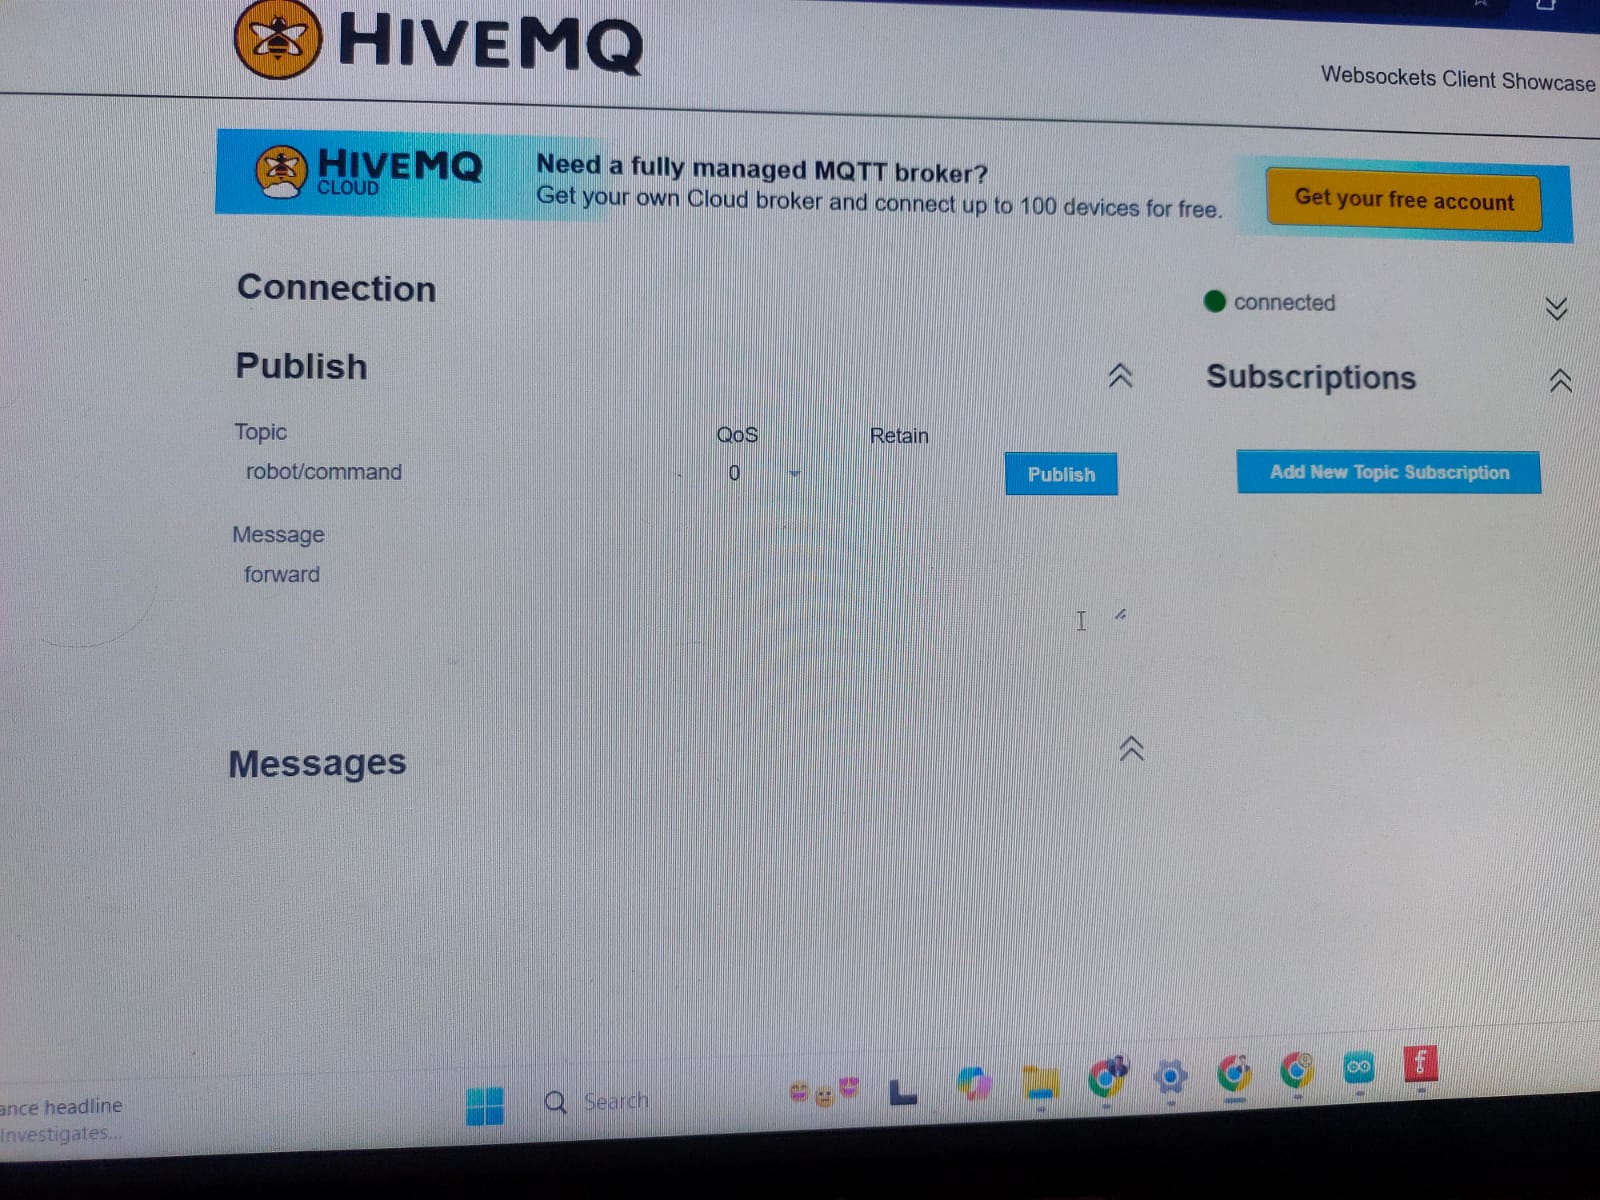 HIVEMQ
Websockets Client Showcase
HIVEMQ
CLOUD
Need a fully managed MQTT broker?
Get your own Cloud broker and connect up to 100 devices for free.
Get your free account
Connection
connected
Publish
Subscriptions
Topic
QoS
Retain
robot/command
0
Publish
Add New Topic Subscription
Message
forward
Messages
ance headline
Investigates...
Search